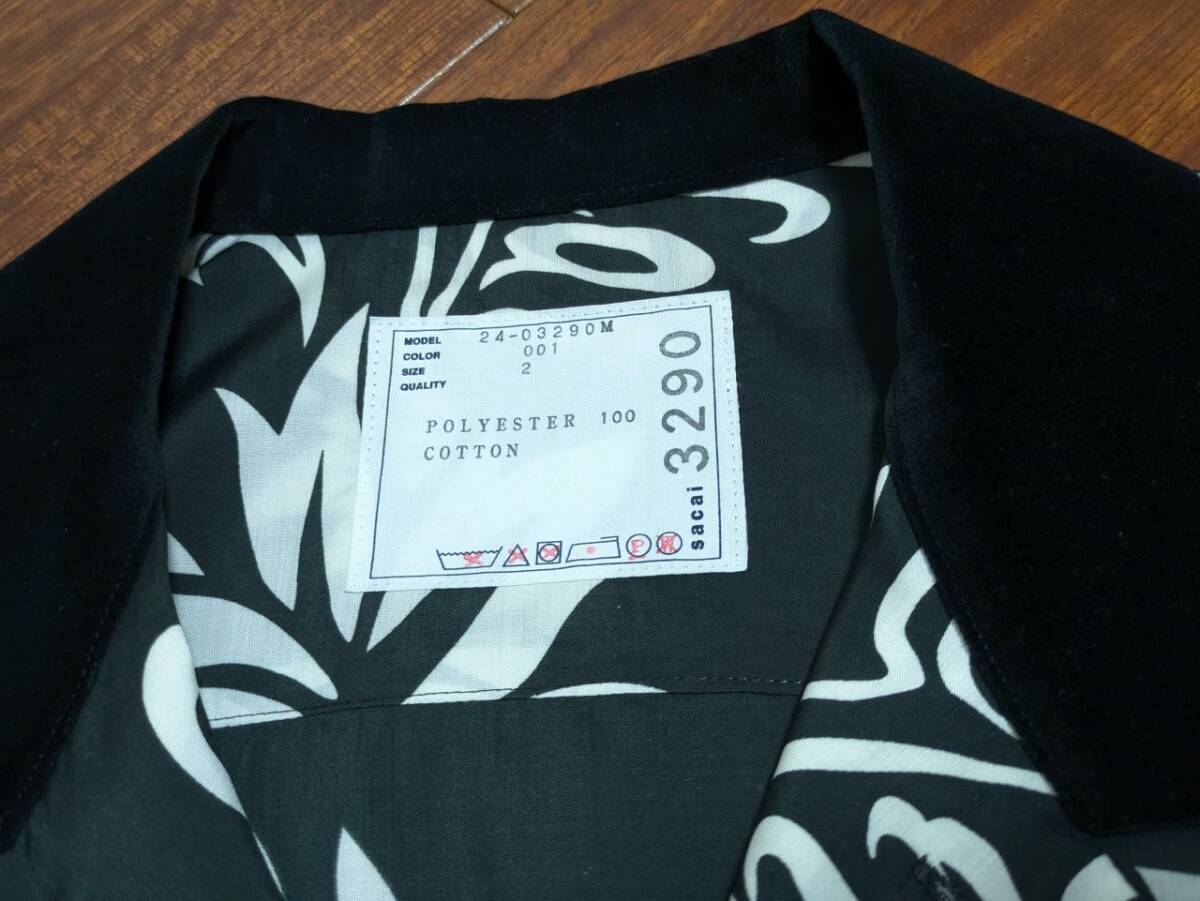 MODEL 24-03290M
COLOR 001
SIZE 2
QUALITY
POLYESTER 100
COTTON
P
W
sacai 3290